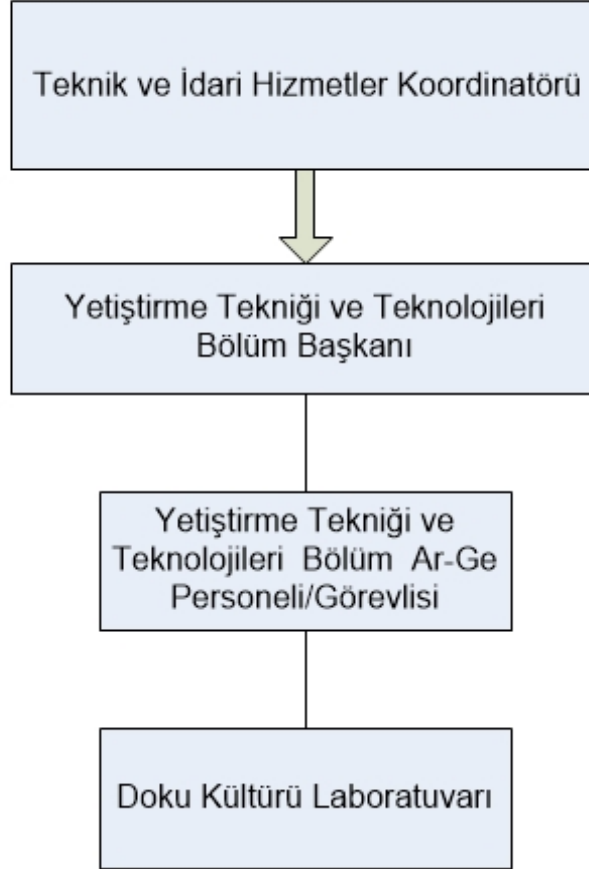 Teknik ve İdari Hizmetler Koordinatörü
Yetiştirme Tekniği ve Teknolojileri
Bölüm Başkanı
Yetiştirme Tekniği ve
Teknolojileri Bölüm Ar-Ge
Personeli/Görevlisi
Doku Kültürü Laboratuvarı